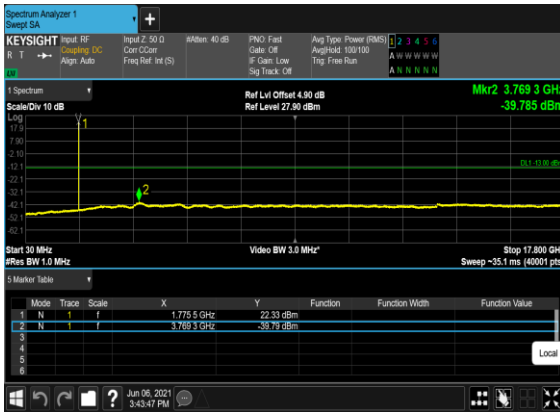 Spectrum Analyzer 1
Swept SA
KEYSIGHT
R T
Input: RF
Coupling: DC
Align: Auto
Input Z: 50 Ω
Corr CCorr
Freq Ref: Int (S)
#Atten: 40 dB
PNO: Fast
Gate: Off
IF Gain: Low
Sig Track: Off
Avg Type: Power (RMS)
Avg|Hold: 100/100
Trig: Free Run
1 2 3 4 5 6
A W W W W W
A N N N N N
1 Spectrum
Scale/Div 10 dB
Ref Lvl Offset 4.90 dB
Ref Level 27.90 dBm
Mkr2 3.769 3 GHz
-39.785 dBm
Log
17.9
7.90
-2.10
-12.1
-22.1
-32.1
-42.1
-52.1
-62.1
1
2
DL1 -13.00 dBm
Start 30 MHz
#Res BW 1.0 MHz
Video BW 3.0 MHz*
Stop 17.800 GHz
Sweep ~35.1 ms (40001 pts)
5 Marker Table
Mode Trace Scale X Y Function Function Width Function Value
1 N 1 f 1.775 5 GHz 22.33 dBm
2 N 1 f 3.769 3 GHz -39.79 dBm
3
4
5
6
Local
?
Jun 06, 2021
3:43:47 PM